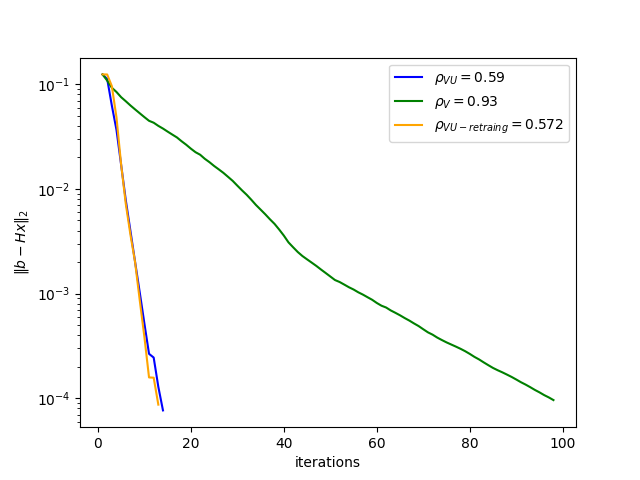 ρ_VU = 0.59
ρ_V = 0.93
ρ_VU−retraing = 0.572
10⁻¹
10⁻²
10⁻³
10⁻⁴
‖b − Hx‖₂
0 20 40 60 80 100
iterations